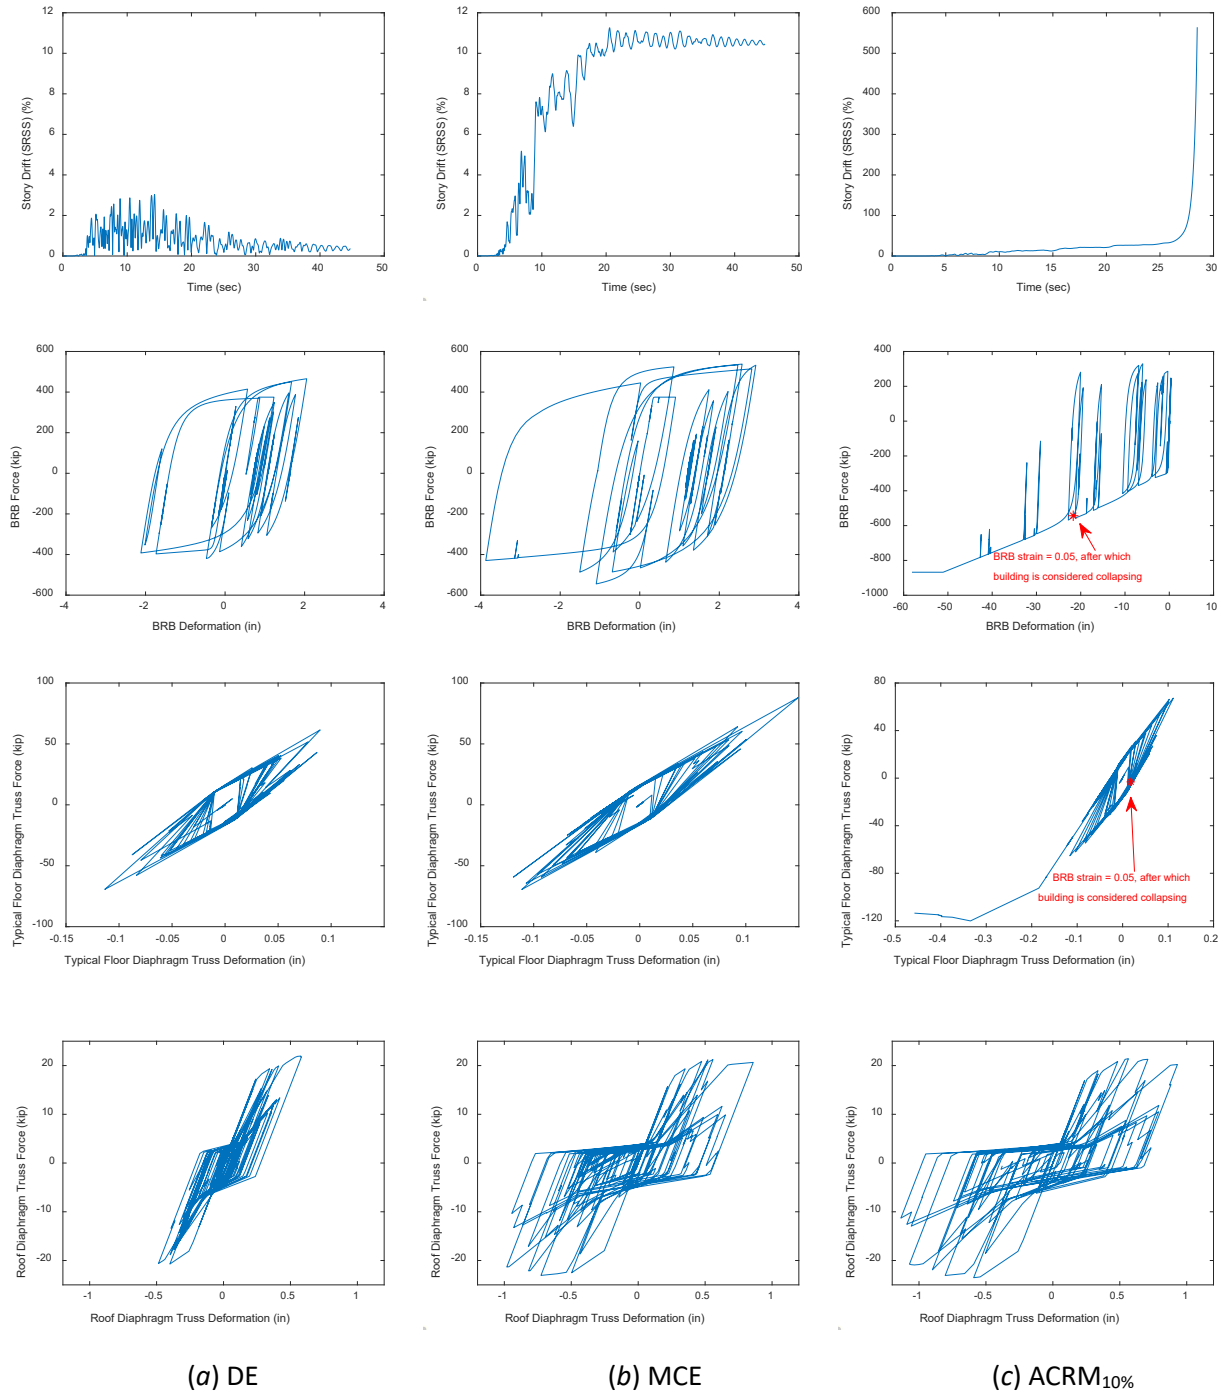 12
10
8
6
4
2
0
0 10 20 30 40 50
Story Drift (SRSS) (%)
Time (sec)
12
10
8
6
4
2
0
0 10 20 30 40 50
Story Drift (SRSS) (%)
Time (sec)
600
500
400
300
200
100
0
0 5 10 15 20 25 30
Story Drift (SRSS) (%)
Time (sec)
600
400
200
0
-200
-400
-600
-4 -2 0 2 4
BRB Force (kip)
BRB Deformation (in)
600
400
200
0
-200
-400
-600
-4 -2 0 2 4
BRB Force (kip)
BRB Deformation (in)
400
200
0
-200
-400
-600
-800
-1000
-60 -50 -40 -30 -20 -10 0 10
BRB Force (kip)
BRB Deformation (in)
BRB strain = 0.05, after which
building is considered collapsing
100
50
0
-50
-100
-0.15 -0.1 -0.05 0 0.05 0.1
Typical Floor Diaphragm Truss Force (kip)
Typical Floor Diaphragm Truss Deformation (in)
100
50
0
-50
-100
-0.15 -0.1 -0.05 0 0.05 0.1
Typical Floor Diaphragm Truss Force (kip)
Typical Floor Diaphragm Truss Deformation (in)
80
40
0
-40
-80
-120
-0.5 -0.4 -0.3 -0.2 -0.1 0 0.1 0.2
Typical Floor Diaphragm Truss Force (kip)
Typical Floor Diaphragm Truss Deformation (in)
BRB strain = 0.05, after which
building is considered collapsing
20
10
0
-10
-20
-1 -0.5 0 0.5 1
Roof Diaphragm Truss Force (kip)
Roof Diaphragm Truss Deformation (in)
20
10
0
-10
-20
-1 -0.5 0 0.5 1
Roof Diaphragm Truss Force (kip)
Roof Diaphragm Truss Deformation (in)
20
10
0
-10
-20
-1 -0.5 0 0.5 1
Roof Diaphragm Truss Force (kip)
Roof Diaphragm Truss Deformation (in)
(a) DE
(b) MCE
(c) ACRM10%